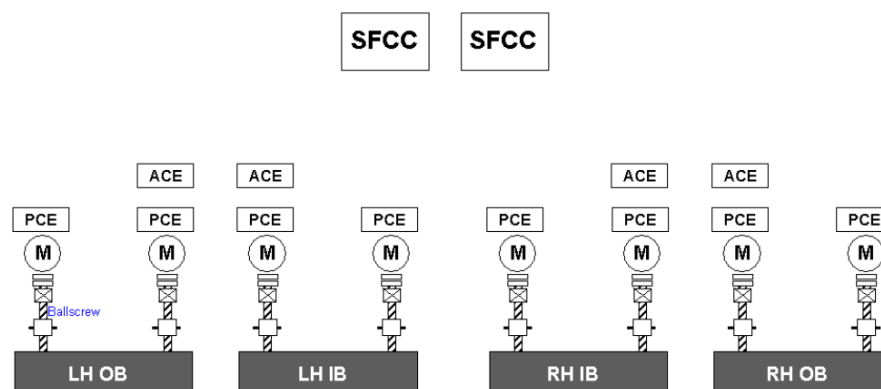 SFCC SFCC
ACE ACE ACE ACE
PCE PCE PCE PCE PCE PCE PCE PCE
M M M M M M M M
Ballscrew
LH OB LH IB RH IB RH OB